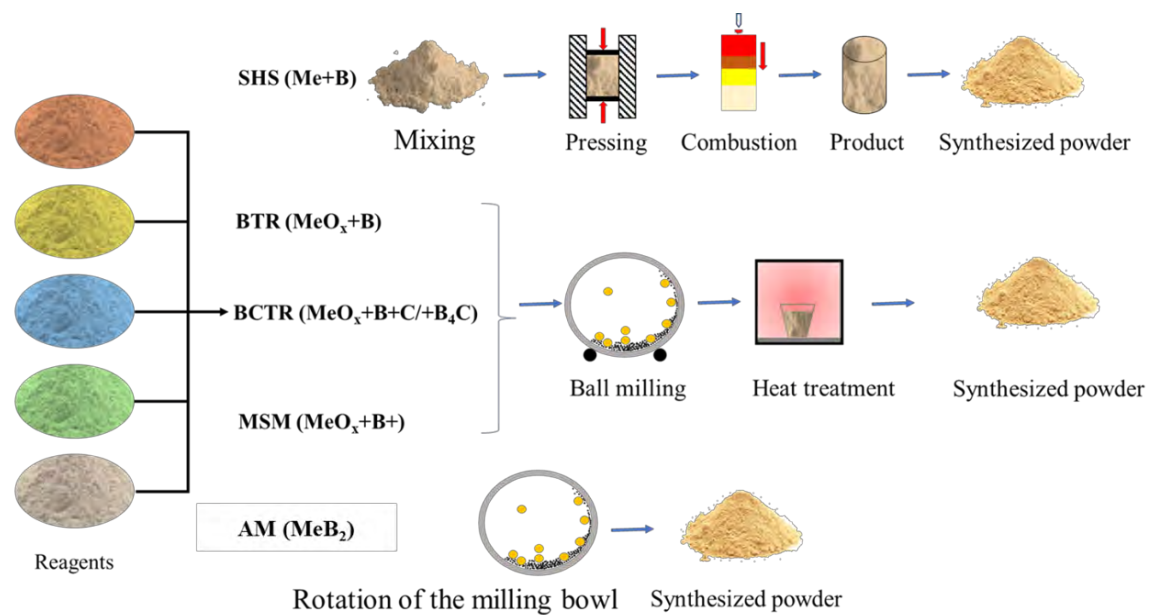 SHS (Me+B)
Mixing
Pressing
Combustion
Product
Synthesized powder
BTR (MeOₓ+B)
BCTR (MeOₓ+B+C/+B₄C)
MSM (MeOₓ+B+)
Ball milling
Heat treatment
Synthesized powder
AM (MeB₂)
Reagents
Rotation of the milling bowl
Synthesized powder